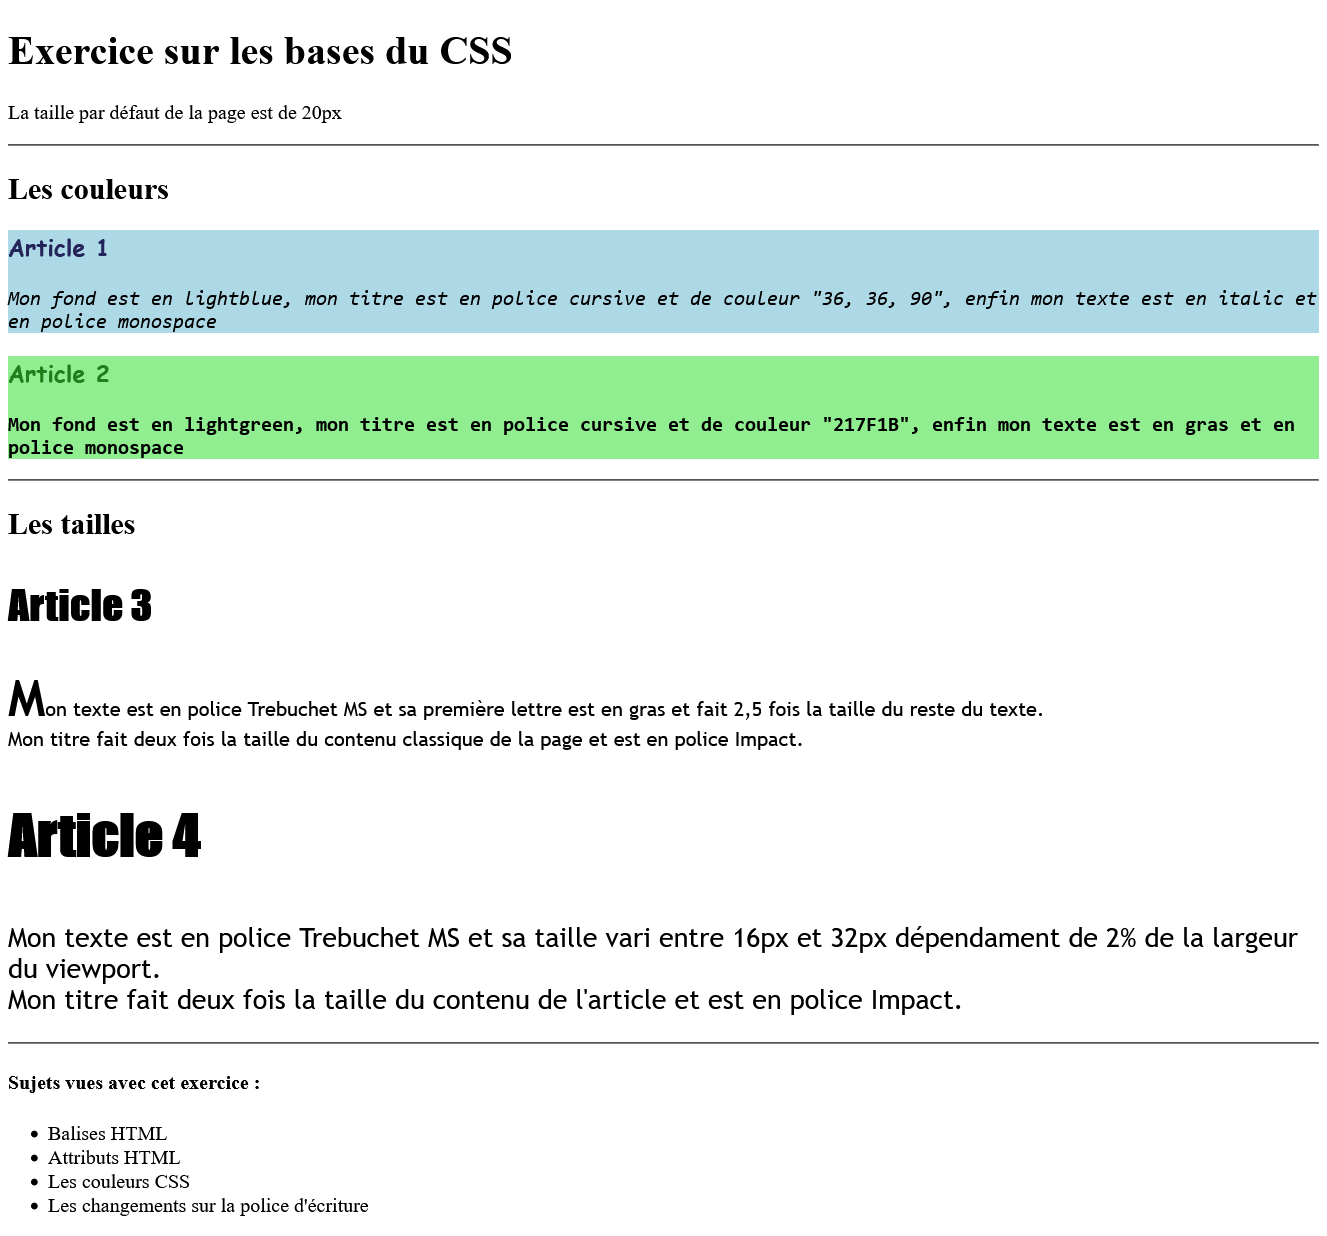 Exercice sur les bases du CSS
La taille par défaut de la page est de 20px
Les couleurs
Article 1
Mon fond est en lightblue, mon titre est en police cursive et de couleur "36, 36, 90", enfin mon texte est en italic et
en police monospace
Article 2
Mon fond est en lightgreen, mon titre est en police cursive et de couleur "217F1B", enfin mon texte est en gras et en
police monospace
Les tailles
Article 3
Mon texte est en police Trebuchet MS et sa première lettre est en gras et fait 2,5 fois la taille du reste du texte.
Mon titre fait deux fois la taille du contenu classique de la page et est en police Impact.
Article 4
Mon texte est en police Trebuchet MS et sa taille vari entre 16px et 32px dépendament de 2% de la largeur
du viewport.
Mon titre fait deux fois la taille du contenu de l'article et est en police Impact.
Sujets vues avec cet exercice :
• Balises HTML
• Attributs HTML
• Les couleurs CSS
• Les changements sur la police d'écriture